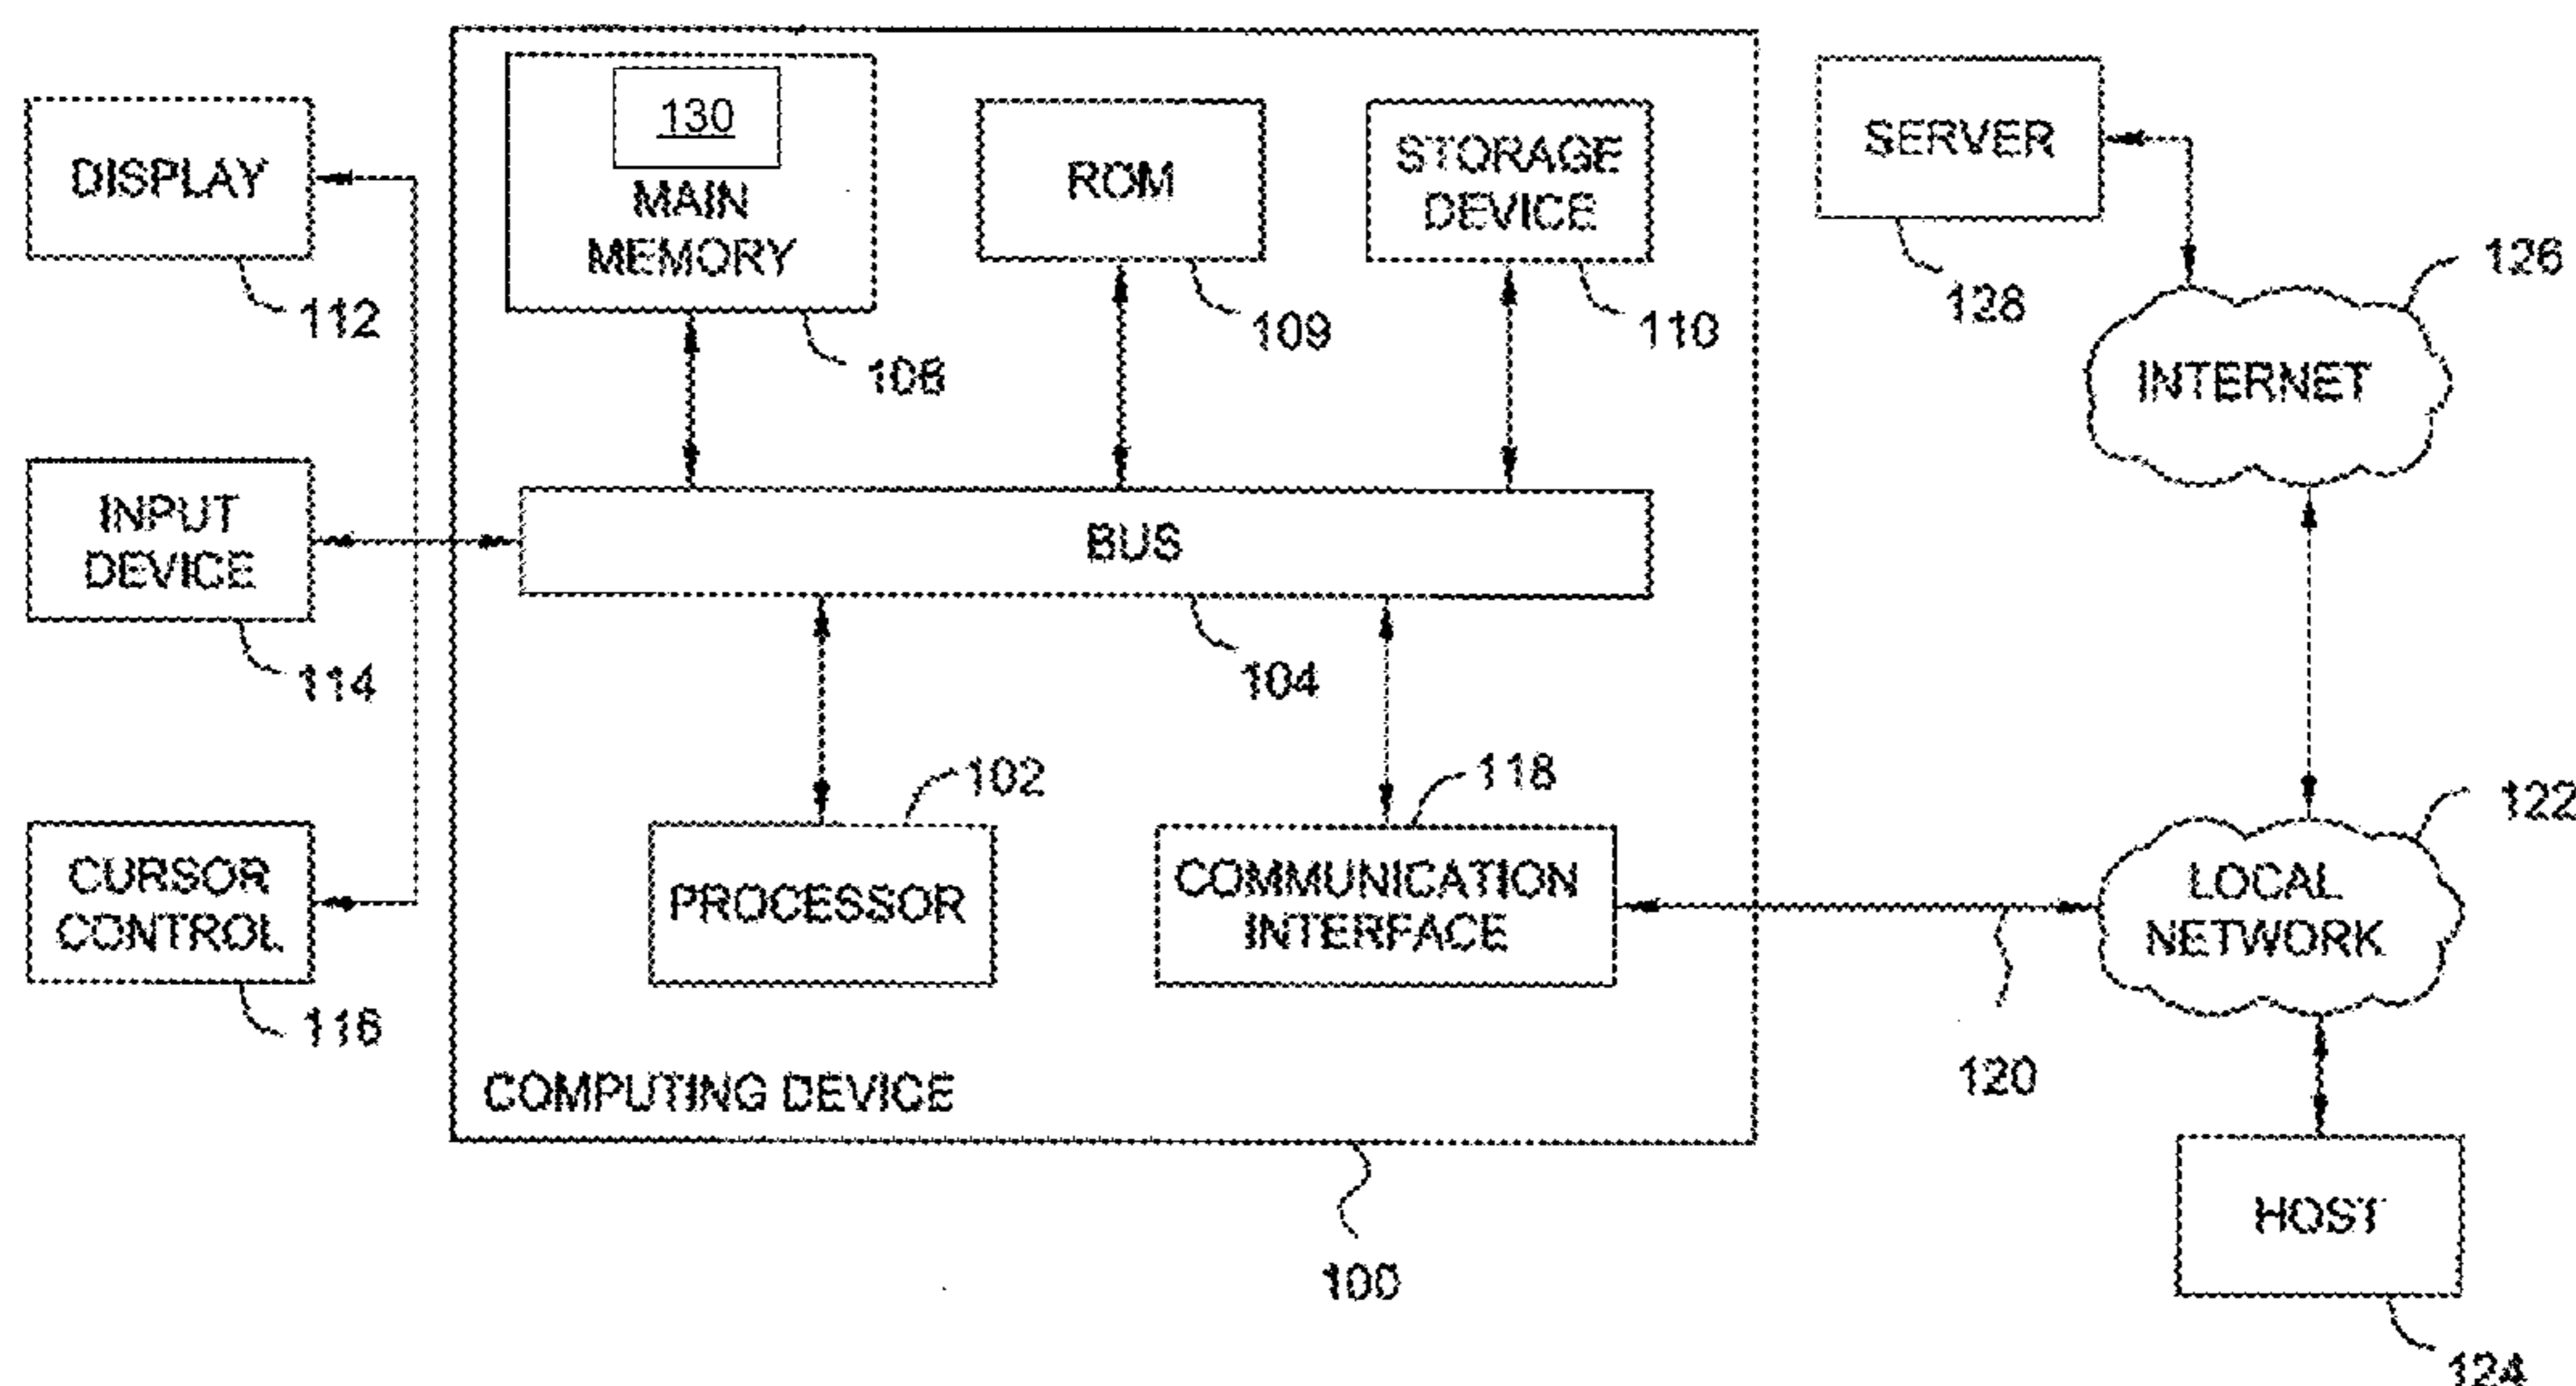 130
MAIN
MEMORY
ROM
STORAGE
DEVICE
SERVER
DISPLAY
112
109
110
128
126
INTERNET
INPUT
DEVICE
BUS
114
104
102
118
122
CURSOR
CONTROL
PROCESSOR
COMMUNICATION
INTERFACE
LOCAL
NETWORK
116
120
COMPUTING DEVICE
100
HOST
124